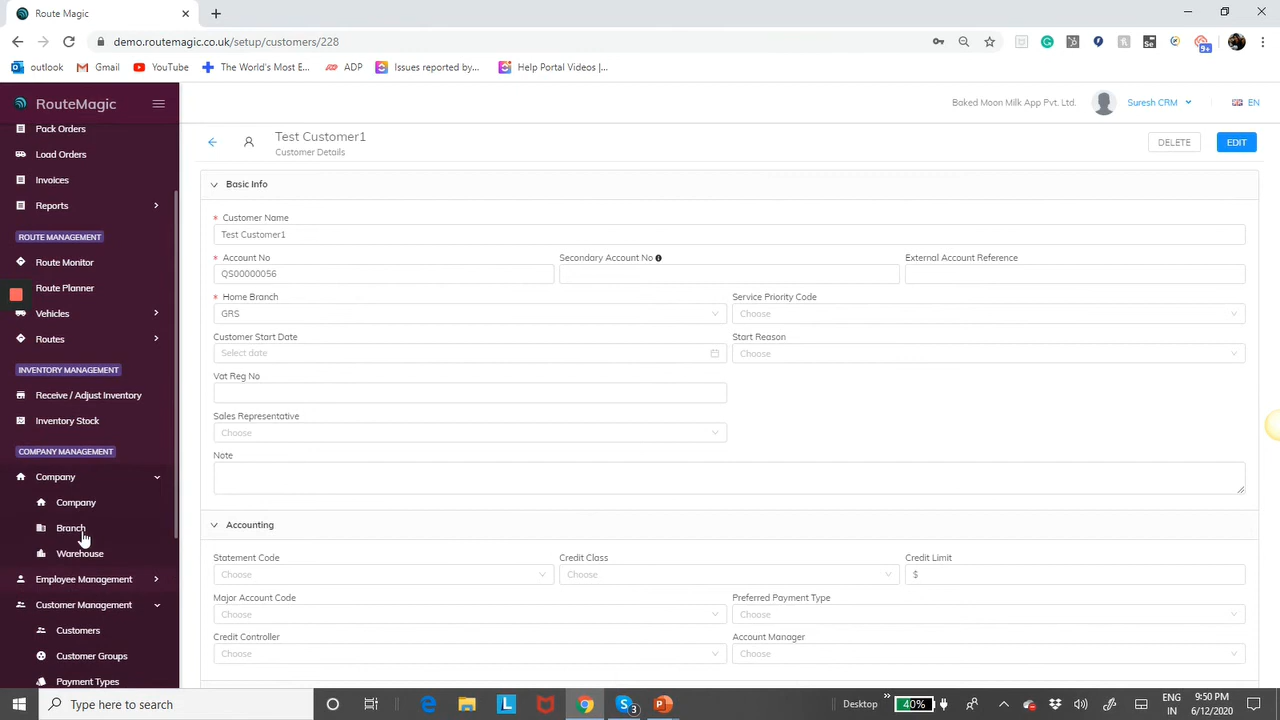 Route Magic
demo.routemagic.co.uk/setup/customers/228
9+
outlook Gmail YouTube The World's Most E... ADP Issues reported by... Help Portal Videos |...
RouteMagic
Baked Moon Milk App Pvt. Ltd. Suresh CRM EN
Pack Orders
Load Orders
Invoices
Reports
ROUTE MANAGEMENT
Route Monitor
Route Planner
Vehicles
Routes
INVENTORY MANAGEMENT
Receive / Adjust Inventory
Inventory Stock
COMPANY MANAGEMENT
Company
Company
Branch
Warehouse
Employee Management
Customer Management
Customers
Customer Groups
Payment Types
Test Customer1
Customer Details
DELETE EDIT
Basic Info
* Customer Name
Test Customer1
* Account No Secondary Account No External Account Reference
QS00000056
* Home Branch Service Priority Code
GRS Choose
Customer Start Date Start Reason
Select date Choose
Vat Reg No
Sales Representative
Choose
Note
Accounting
Statement Code Credit Class Credit Limit
Choose Choose $
Major Account Code Preferred Payment Type
Choose Choose
Credit Controller Account Manager
Choose Choose
Type here to search
L
3
Desktop
»
40%
ENG
IN
9:50 PM
6/12/2020